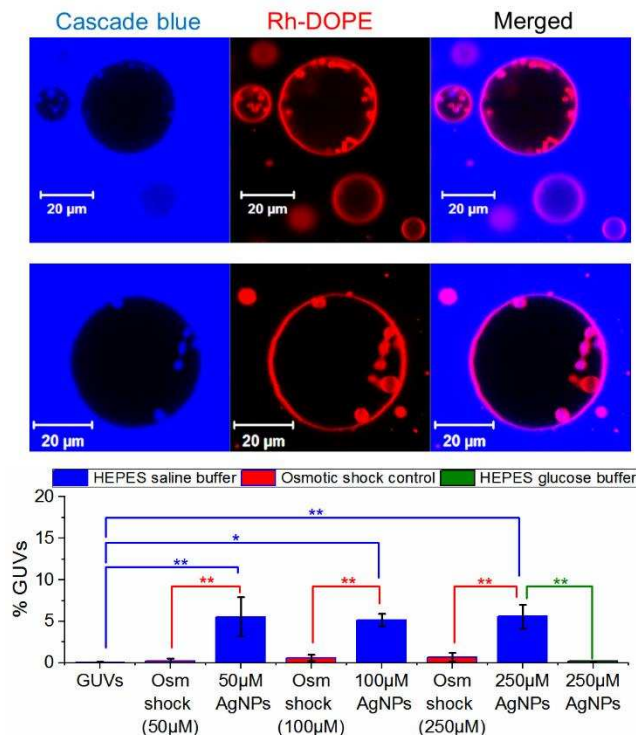 Cascade blue Rh-DOPE Merged
20 µm 20 µm 20 µm
20 µm 20 µm 20 µm
HEPES saline buffer Osmotic shock control HEPES glucose buffer
20
15
10
5
0
% GUVs
**
*
**
** ** ** **
GUVs Osm 50µM Osm 100µM Osm 250µM 250µM
shock AgNPs shock AgNPs shock AgNPs AgNPs
(50µM) (100µM) (250µM)